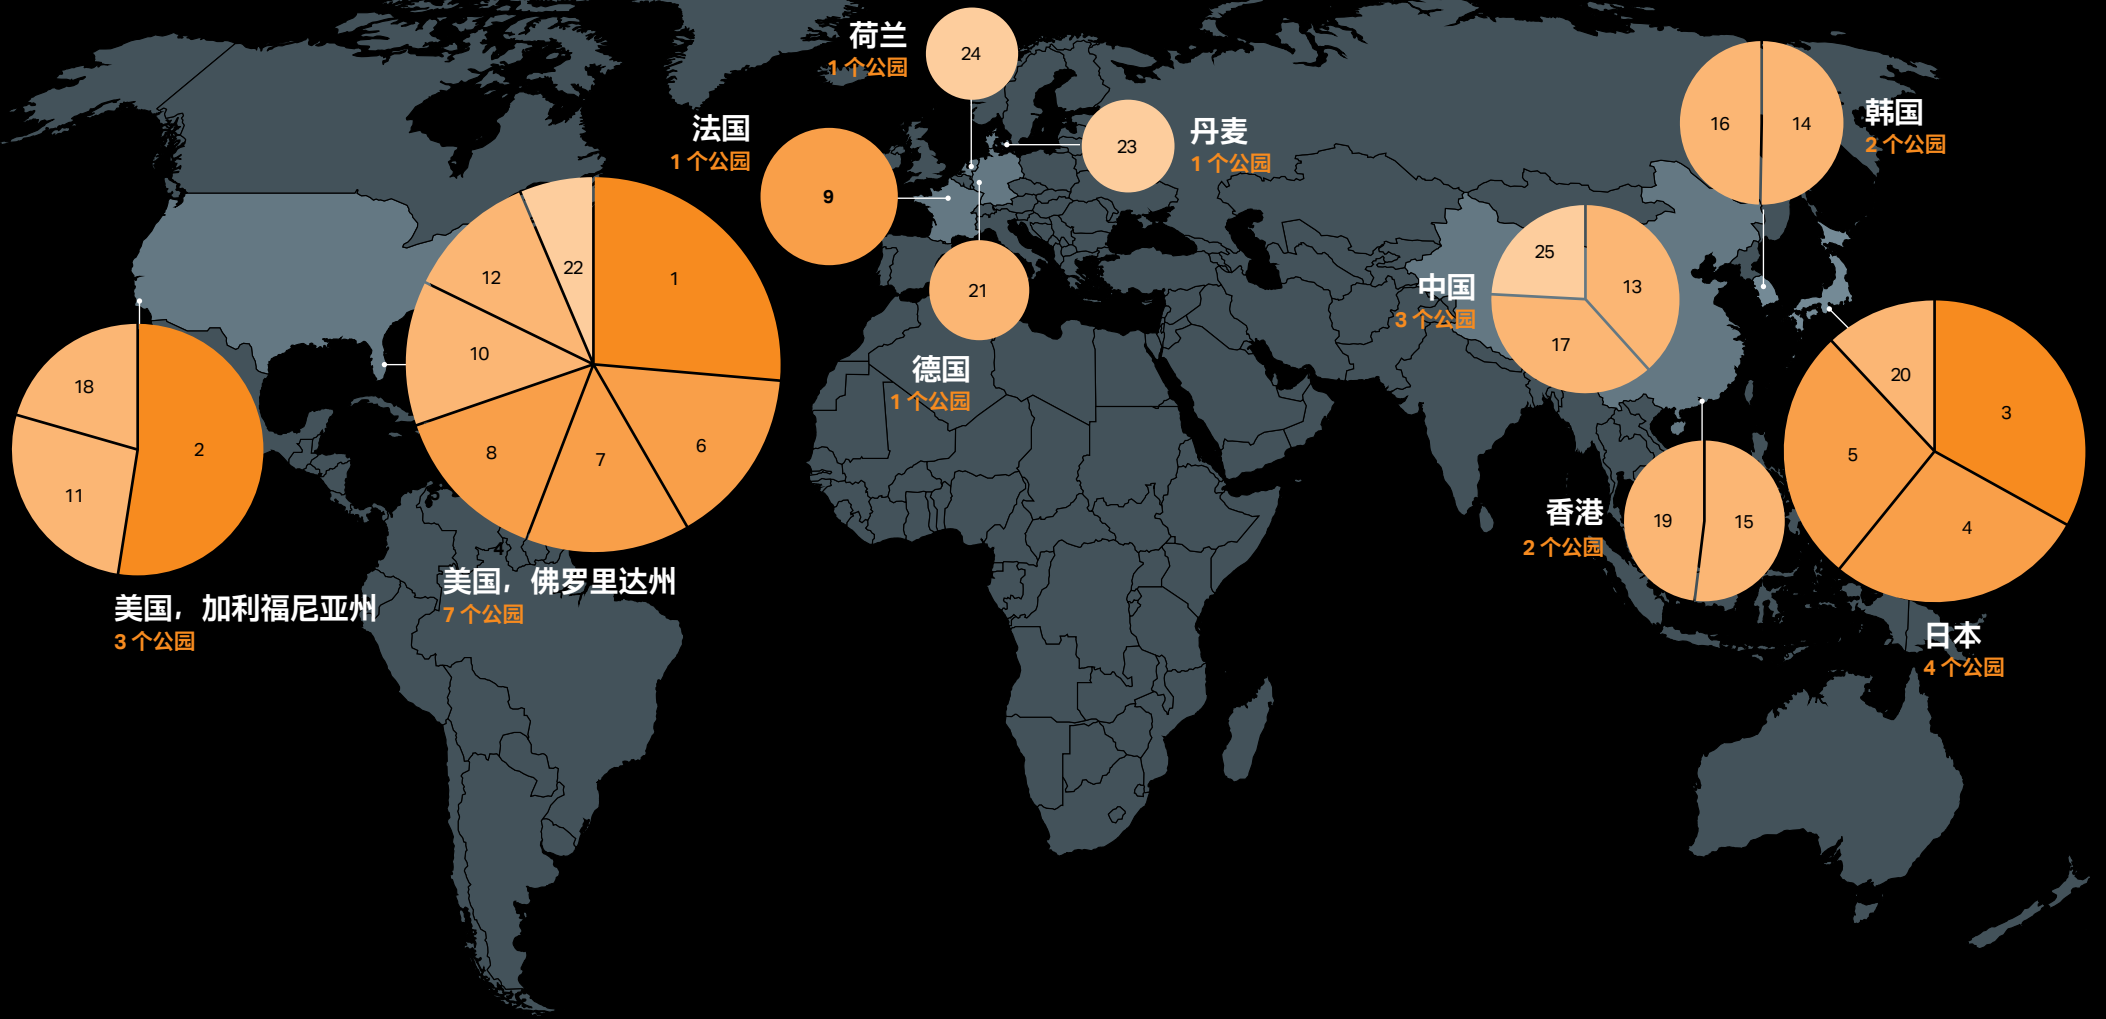 荷兰
1 个公园
24
法国
1 个公园
9
丹麦
1 个公园
23
16
14
韩国
2 个公园
12
22
1
10
8
7
6
4
美国，佛罗里达州
7 个公园
18
2
11
美国，加利福尼亚州
3 个公园
21
德国
1 个公园
25
13
17
中国
3 个公园
香港
2 个公园
19
15
20
3
5
4
日本
4 个公园